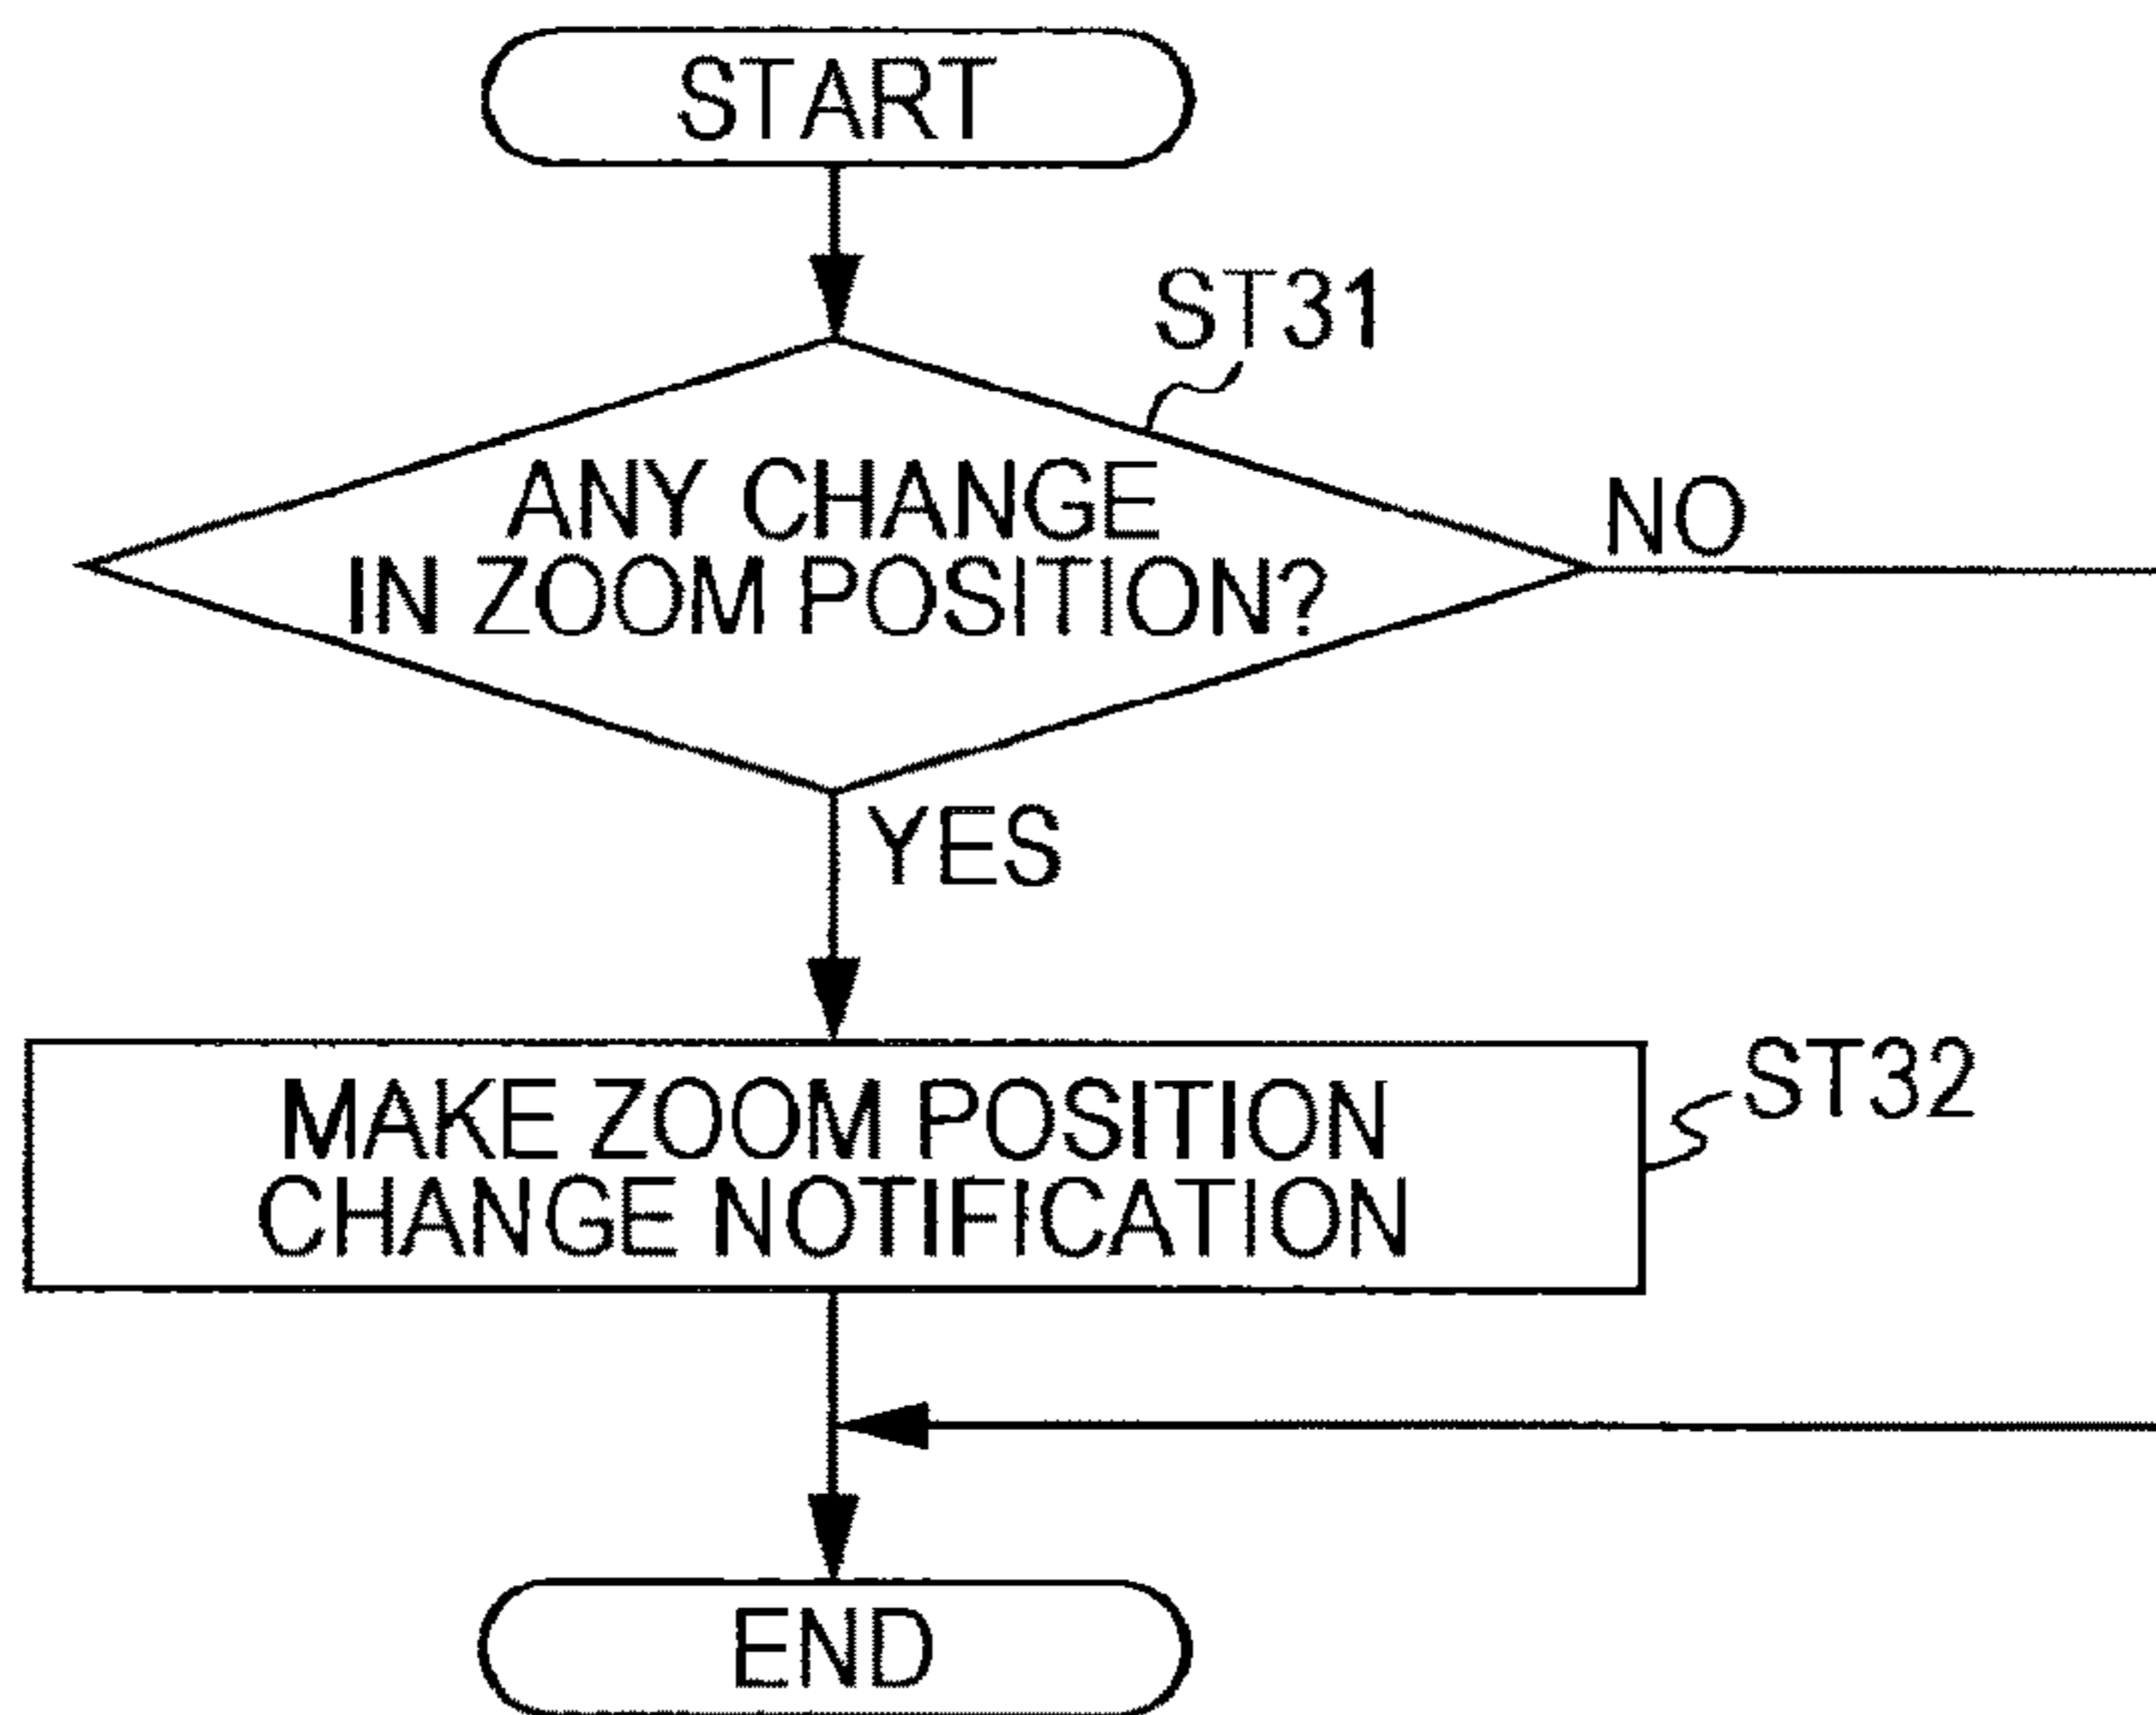 START
ST31
ANY CHANGE
IN ZOOM POSITION?
NO
YES
MAKE ZOOM POSITION
CHANGE NOTIFICATION
ST32
END